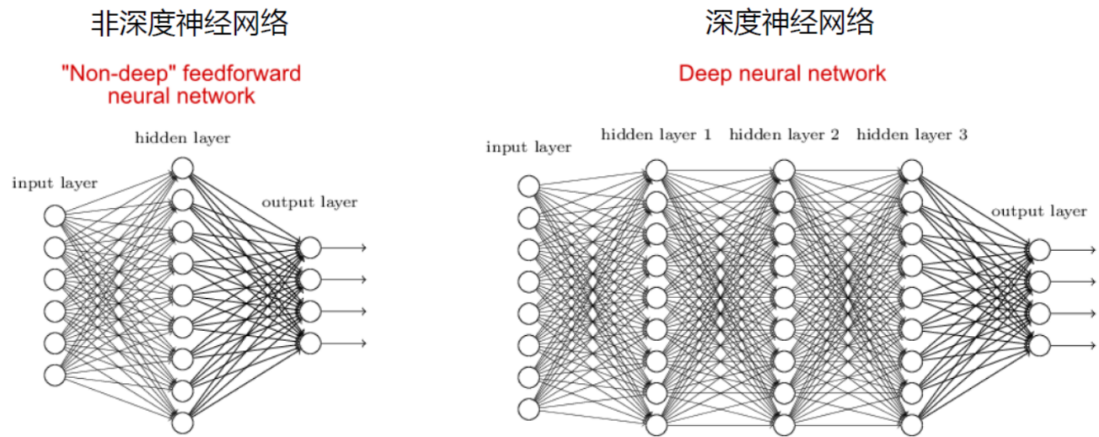 非深度神经网络
"Non-deep" feedforward
neural network
hidden layer
input layer
output layer
深度神经网络
Deep neural network
input layer
hidden layer 1
hidden layer 2
hidden layer 3
output layer